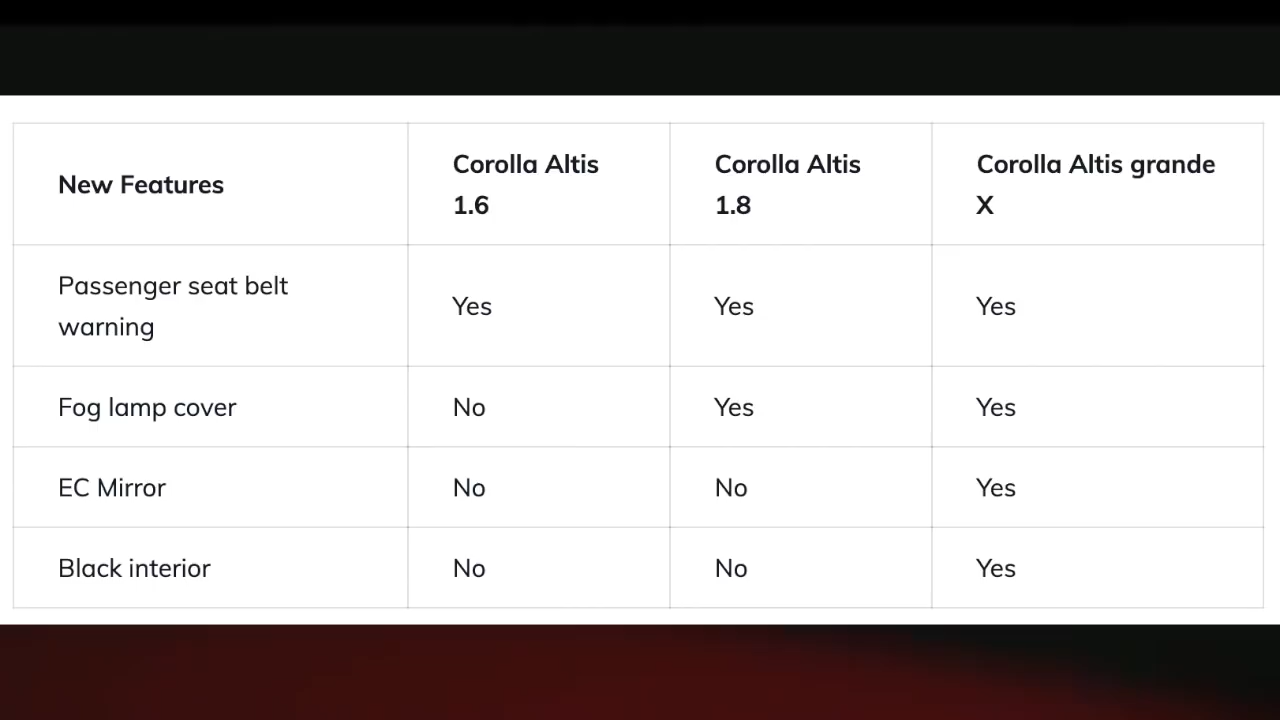 New Features
Corolla Altis
1.6
Corolla Altis
1.8
Corolla Altis grande
X
Passenger seat belt
warning
Yes
Yes
Yes
Fog lamp cover
No
Yes
Yes
EC Mirror
No
No
Yes
Black interior
No
No
Yes